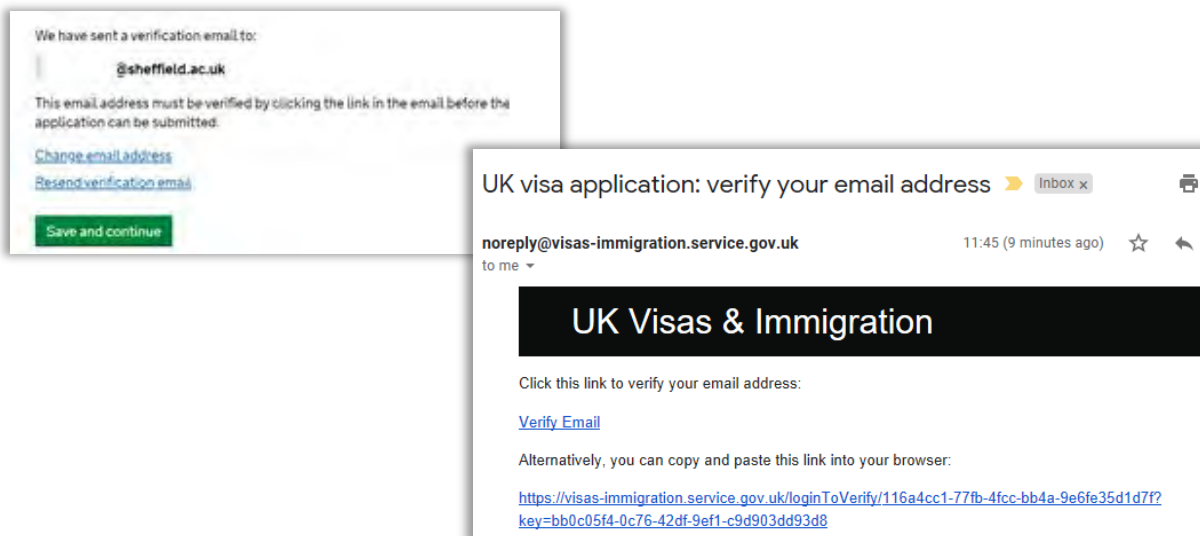 We have sent a verification email to:
@sheffield.ac.uk
This email address must be verified by clicking the link in the email before the
application can be submitted.
Change email address
Resend verification email
Save and continue
UK visa application: verify your email address
Inbox x
noreply@visas-immigration.service.gov.uk
11:45 (9 minutes ago)
to me
UK Visas & Immigration
Click this link to verify your email address:
Verify Email
Alternatively, you can copy and paste this link into your browser:
https://visas-immigration.service.gov.uk/loginToVerify/116a4cc1-77fb-4fcc-bb4a-9e6fe35d1d7f?
key=bb0c05f4-0c76-42df-9ef1-c9d903dd93d8